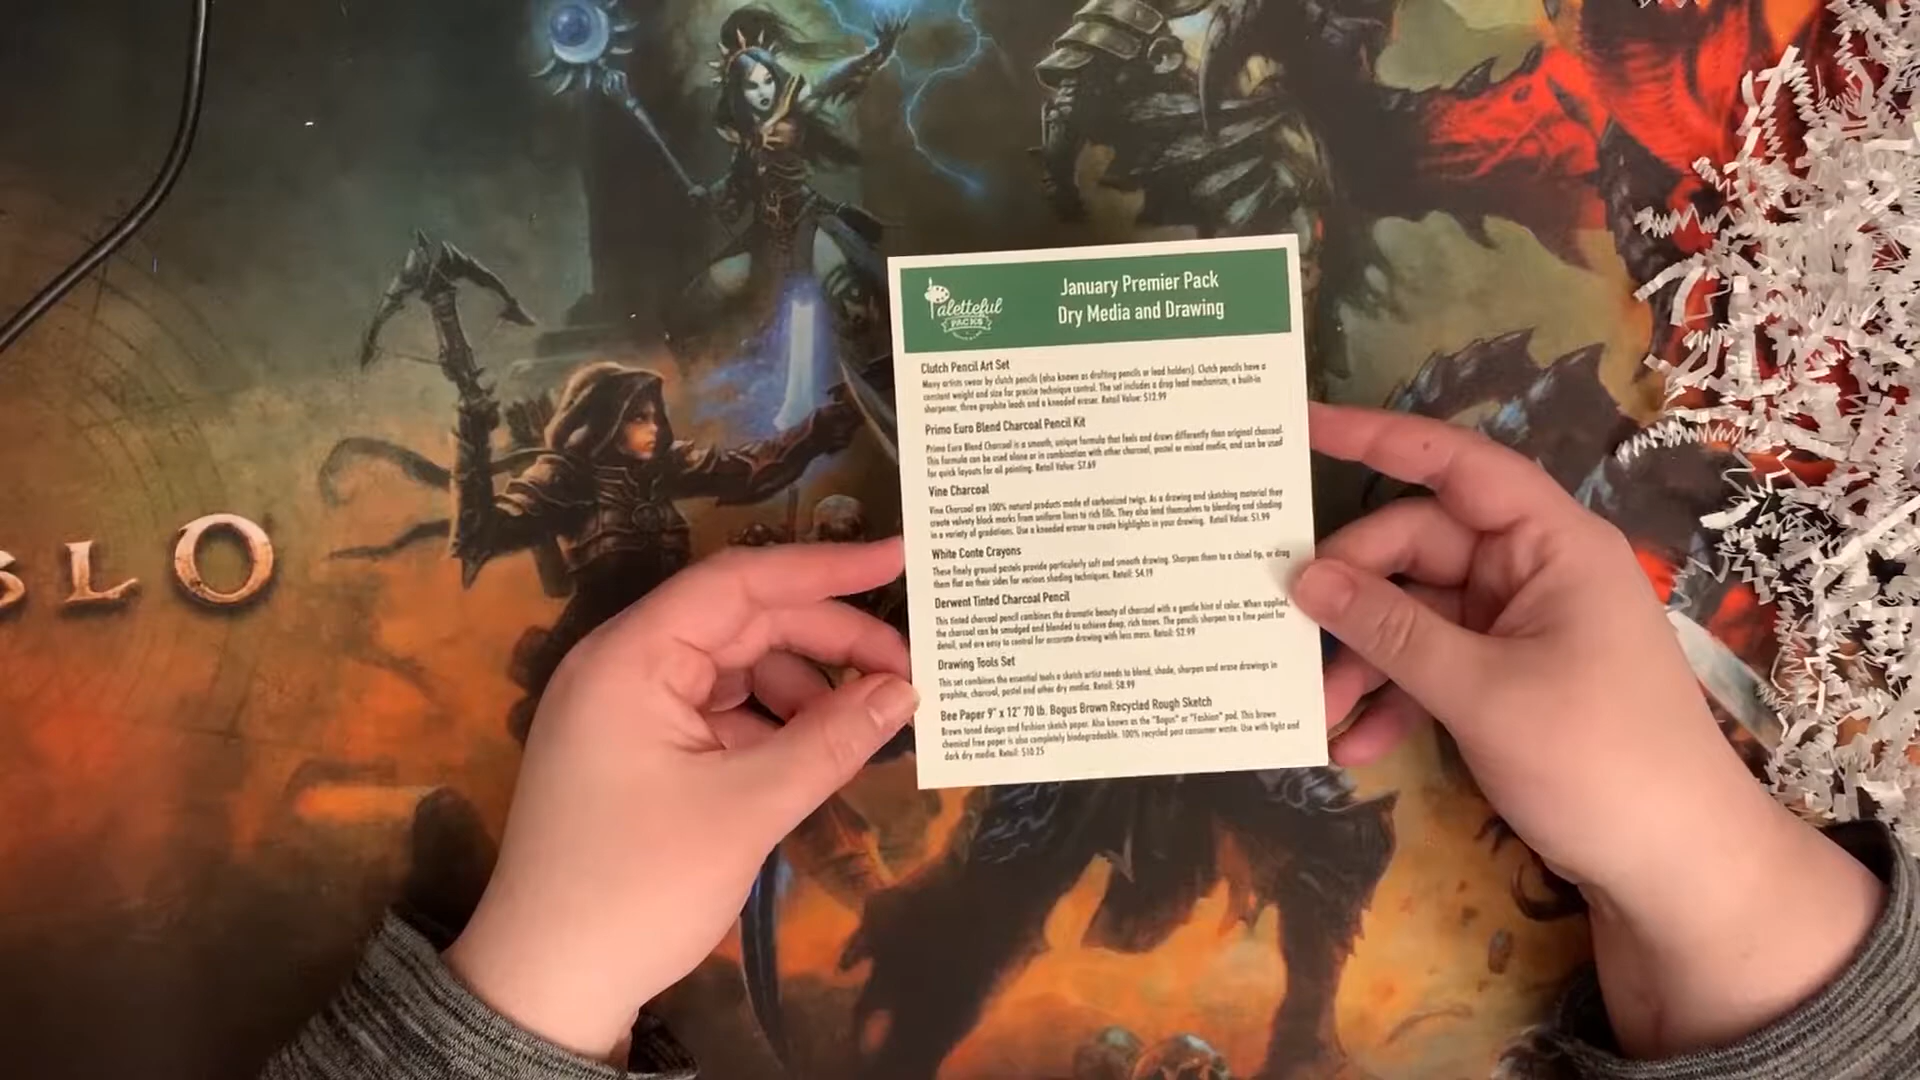 BLO
Paletteful
PACKS
January Premier Pack
Dry Media and Drawing
Clutch Pencil Art Set
Many artists swear by clutch pencils (also known as drafting pencils or lead holders). Clutch pencils have a
constant weight and size for precise technique control. The set includes a drop lead mechanism, a built-in
sharpener, three graphite leads and a kneaded eraser. Retail Value: $12.99
Primo Euro Blend Charcoal Pencil Kit
Primo Euro Blend Charcoal is a smooth, unique formula that feels and draws differently than original charcoal.
This formula can be used alone or in combination with other charcoal, pastel or mixed media, and can be used
for quick layouts for oil painting. Retail Value: $7.69
Vine Charcoal
Vine Charcoal are 100% natural products made of carbonized twigs. As a drawing and sketching material they
create velvety black marks from uniform lines to rich fills. They also lend themselves to blending and shading
in a variety of gradations. Use a kneaded eraser to create highlights in your drawing. Retail Value: $1.99
White Conte Crayons
These finely ground pastels provide particularly soft and smooth drawing. Sharpen them to a chisel tip, or drag
them flat on their sides for various shading techniques. Retail: $4.19
Derwent Tinted Charcoal Pencil
This tinted charcoal pencil combines the dramatic beauty of charcoal with a gentle hint of color. When applied,
the charcoal can be smudged and blended to achieve deep, rich tones. The pencils sharpen to a fine point for
detail, and are easy to control for accurate drawing with less mess. Retail: $2.99
Drawing Tools Set
This set combines the essential tools a sketch artist needs to blend, shade, sharpen and erase drawings in
graphite, charcoal, pastel and other dry media. Retail: $8.99
Bee Paper 9" x 12" 70 lb. Bogus Brown Recycled Rough Sketch
Brown toned design and fashion sketch paper. Also known as the "Bogus" or "Fashion" pad. This brown
chemical free paper is also completely biodegradable. 100% recycled post consumer waste. Use with light and
dark dry media. Retail: $10.25